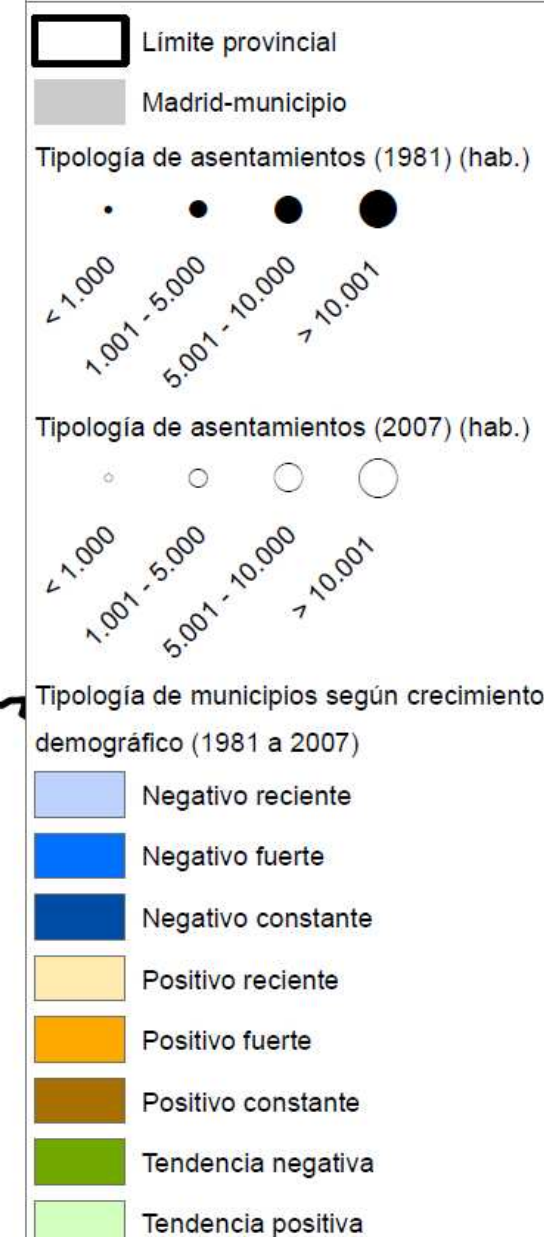 Límite provincial
Madrid-municipio
Tipología de asentamientos (1981) (hab.)
< 1.000
1.001 - 5.000
5.001 - 10.000
> 10.001
Tipología de asentamientos (2007) (hab.)
< 1.000
1.001 - 5.000
5.001 - 10.000
> 10.001
Tipología de municipios según crecimiento
demográfico (1981 a 2007)
Negativo reciente
Negativo fuerte
Negativo constante
Positivo reciente
Positivo fuerte
Positivo constante
Tendencia negativa
Tendencia positiva